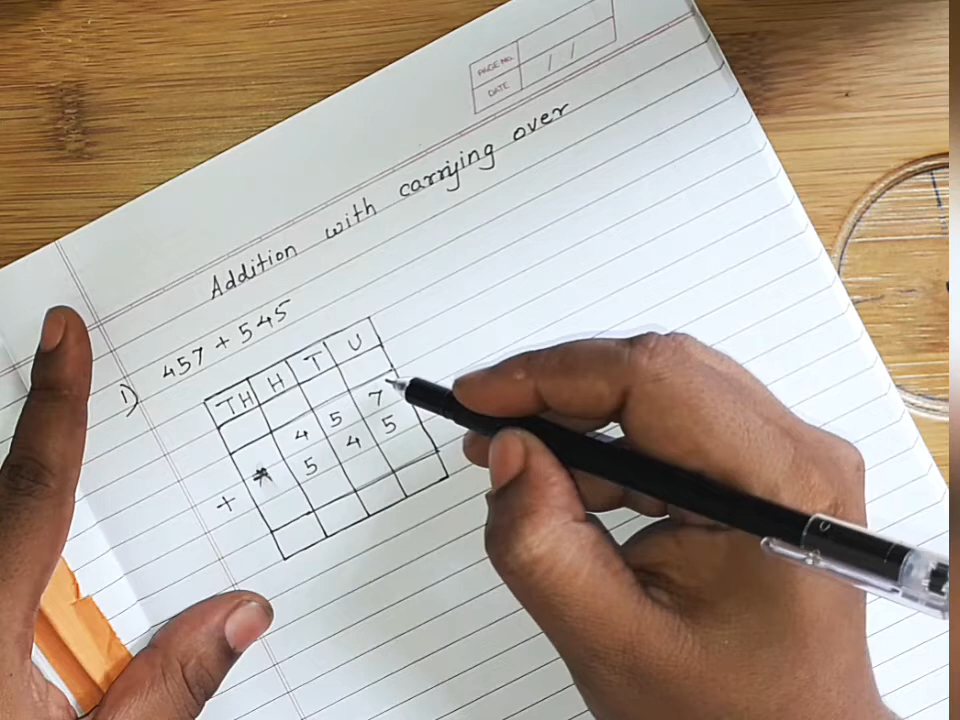 PAGE NO.
DATE / /
Addition with carrying over
1) 457 + 545
TH H T U
4 5 7
+ 5 4 5